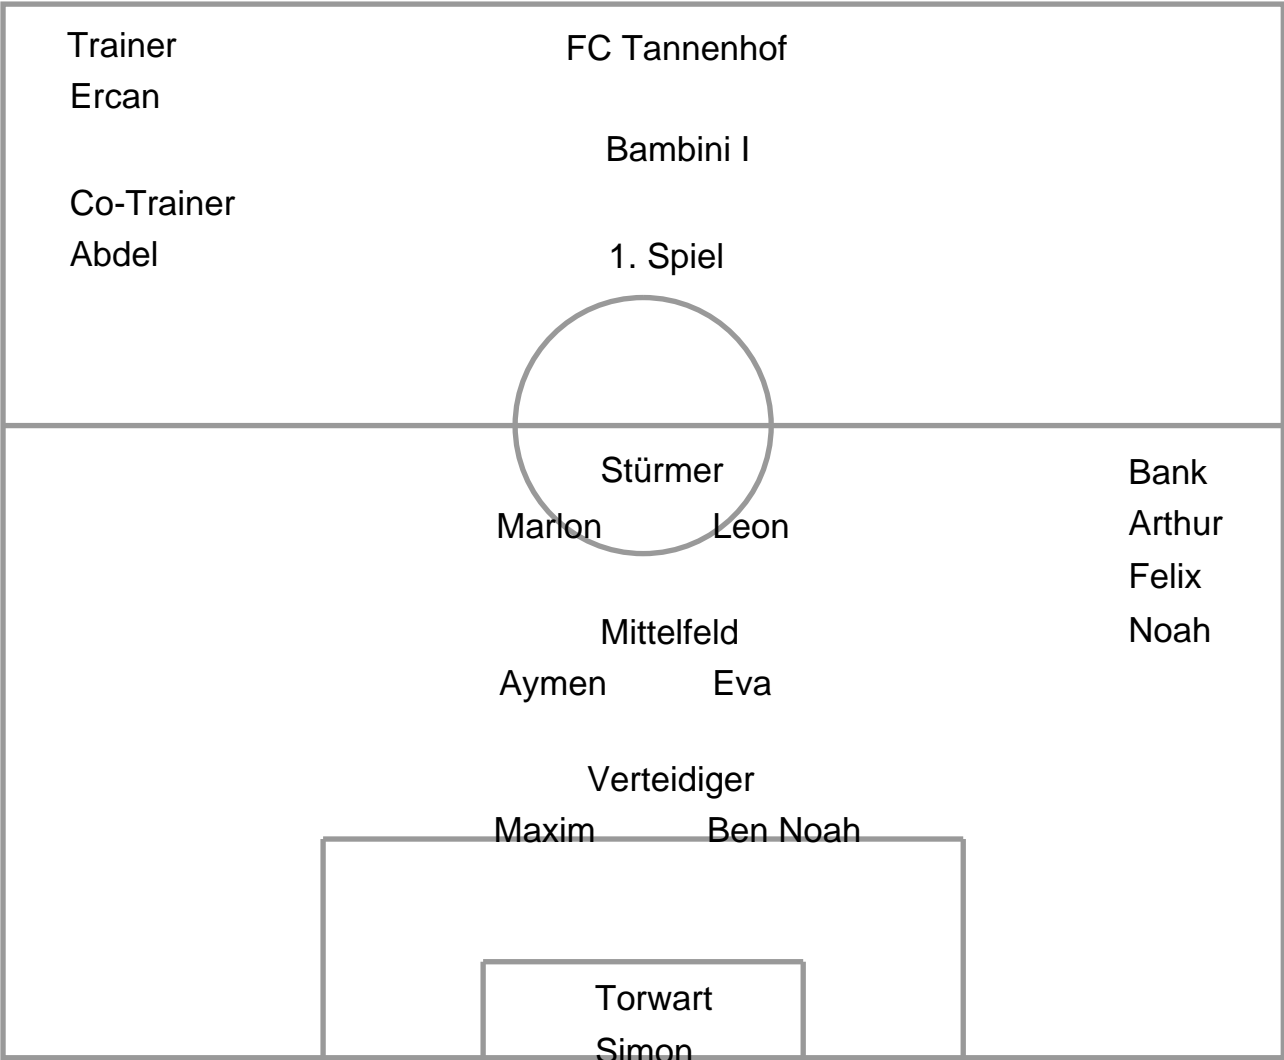 Trainer
Ercan
Co-Trainer
Abdel
FC Tannenhof
Bambini I
1. Spiel
Stürmer
Marlon Leon
Mittelfeld
Aymen Eva
Verteidiger
Maxim Ben Noah
Torwart
Simon
Bank
Arthur
Felix
Noah